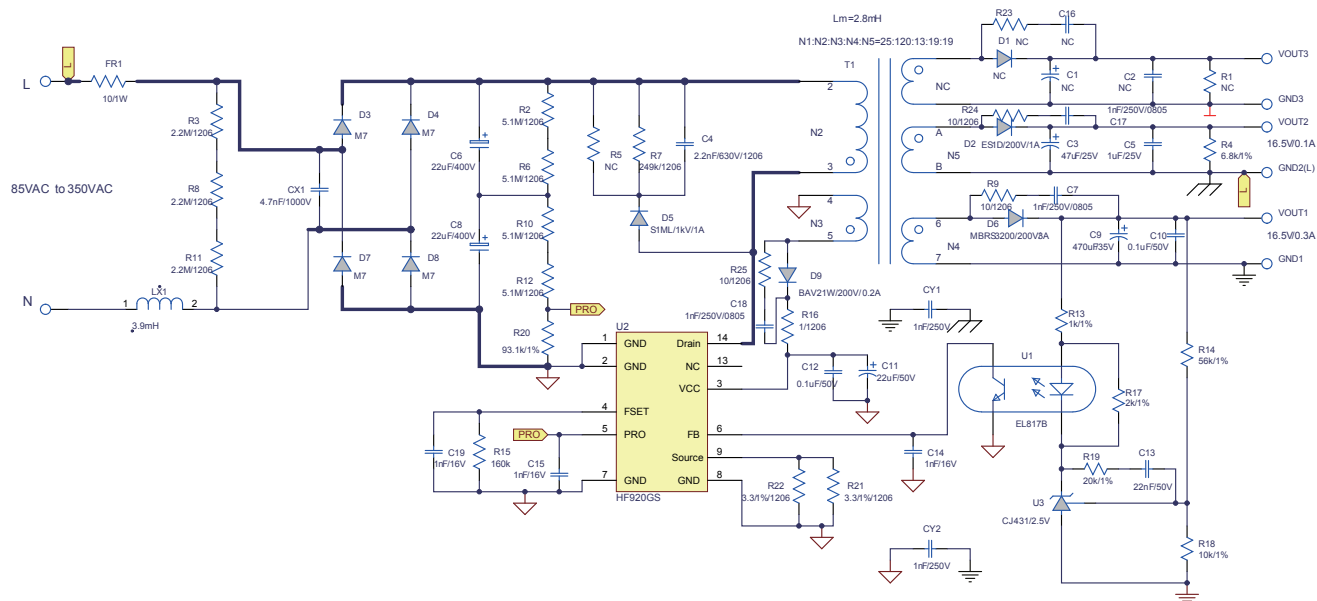 Lm=2.8mH
N1:N2:N3:N4:N5=25:120:13:19:19
85VAC to 350VAC
L
L
FR1
10/1W
N
LX1
1
2
3.9mH
R3
2.2M/1206
R8
2.2M/1206
R11
2.2M/1206
CX1
4.7nF/1000V
D3
M7
D4
M7
D7
M7
D8
M7
C6
22uF/400V
C8
22uF/400V
R2
5.1M/1206
R6
5.1M/1206
R10
5.1M/1206
R12
5.1M/1206
PRO
R20
93.1k/1%
R5
NC
R7
249k/1206
C4
2.2nF/630V/1206
D5
S1ML/1kV/1A
T1
2
N2
3
4
N3
5
NC
A
N5
B
6
N4
7
R23
NC
C16
NC
D1
NC
C1
NC
C2
1nF/250V/0805
R1
NC
VOUT3
GND3
R24
10/1206
C17
D2
ES1D/200V/1A
C3
47uF/25V
C5
1uF/25V
R4
6.8k/1%
VOUT2
16.5V/0.1A
GND2(L)
L
R9
10/1206
C7
1nF/250V/0805
D6
MBRS3200/200V/3A
C9
470uF/35V
C10
0.1uF/50V
VOUT1
16.5V/0.3A
GND1
R25
10/1206
C18
1nF/250V/0805
D9
BAV21W/200V/0.2A
R16
1/1206
C12
0.1uF/50V
C11
22uF/50V
CY1
1nF/250V
U2
1
GND
2
GND
4
FSET
5
PRO
7
GND
Drain
14
NC
13
VCC
3
FB
6
Source
9
GND
8
HF920GS
PRO
C19
1nF/16V
R15
160k
C15
1nF/16V
R22
3.3/1%/1206
R21
3.3/1%/1206
C14
1nF/16V
CY2
1nF/250V
U1
EL817B
R13
1k/1%
R17
2k/1%
R14
56k/1%
R19
20k/1%
C13
22nF/50V
U3
CJ431/2.5V
R18
10k/1%